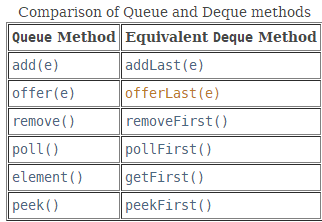 Comparison of Queue and Deque methods
Queue Method Equivalent Deque Method
add(e) addLast(e)
offer(e) offerLast(e)
remove() removeFirst()
poll() pollFirst()
element() getFirst()
peek() peekFirst()